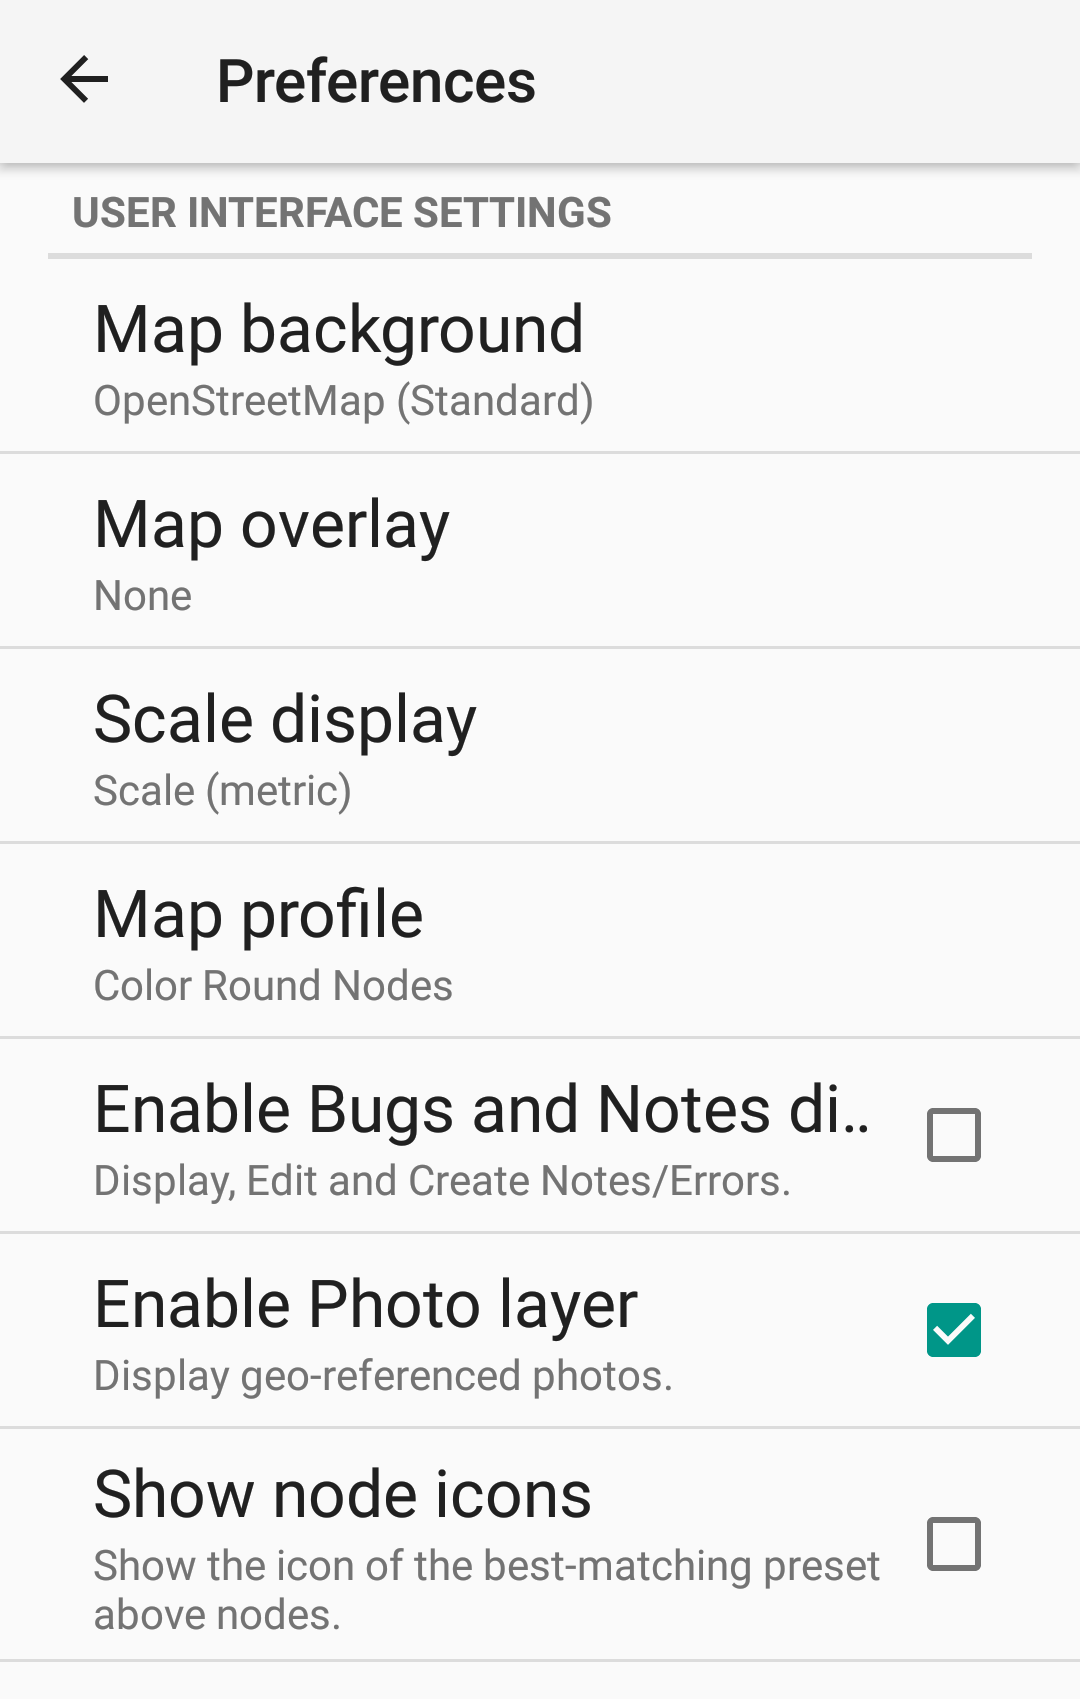 Preferences
USER INTERFACE SETTINGS
Map background
OpenStreetMap (Standard)
Map overlay
None
Scale display
Scale (metric)
Map profile
Color Round Nodes
Enable Bugs and Notes di..
Display, Edit and Create Notes/Errors.
Enable Photo layer
Display geo-referenced photos.
Show node icons
Show the icon of the best-matching preset
above nodes.